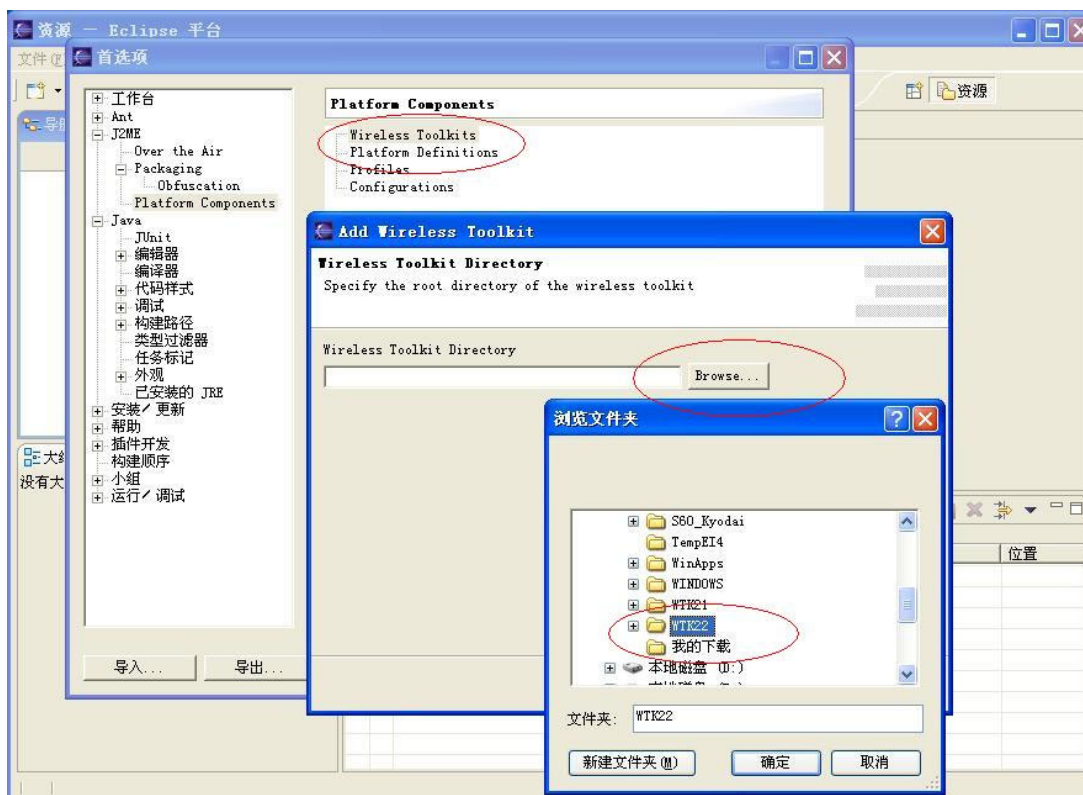 资源 － Eclipse 平台
文件(F)
首选项
资源
工作台
Ant
J2ME
Over the Air
Packaging
Obfuscation
Platform Components
Java
JUnit
编辑器
编译器
代码样式
调试
构建路径
类型过滤器
任务标记
外观
已安装的 JRE
安装/更新
帮助
插件开发
构建顺序
小组
运行/调试
导入...
导出...
没有大
Platform Components
Wireless Toolkits
Platform Definitions
Profiles
Configurations
Add Wireless Toolkit
Wireless Toolkit Directory
Specify the root directory of the wireless toolkit
Wireless Toolkit Directory
Browse...
浏览文件夹
S60_Kyodai
TempEI4
WinApps
WINDOWS
WTK21
WTK22
我的下载
本地磁盘 (D:)
文件夹:
WTK22
新建文件夹(M)
确定
取消
位置